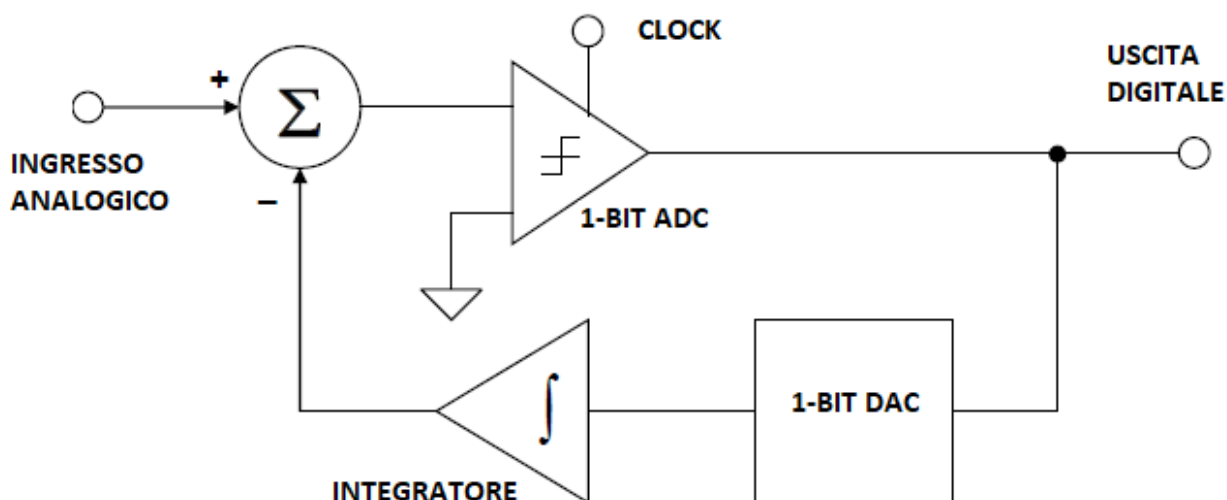 CLOCK
USCITA
DIGITALE
+
Σ
INGRESSO
ANALOGICO
–
1-BIT ADC
∫
1-BIT DAC
INTEGRATORE